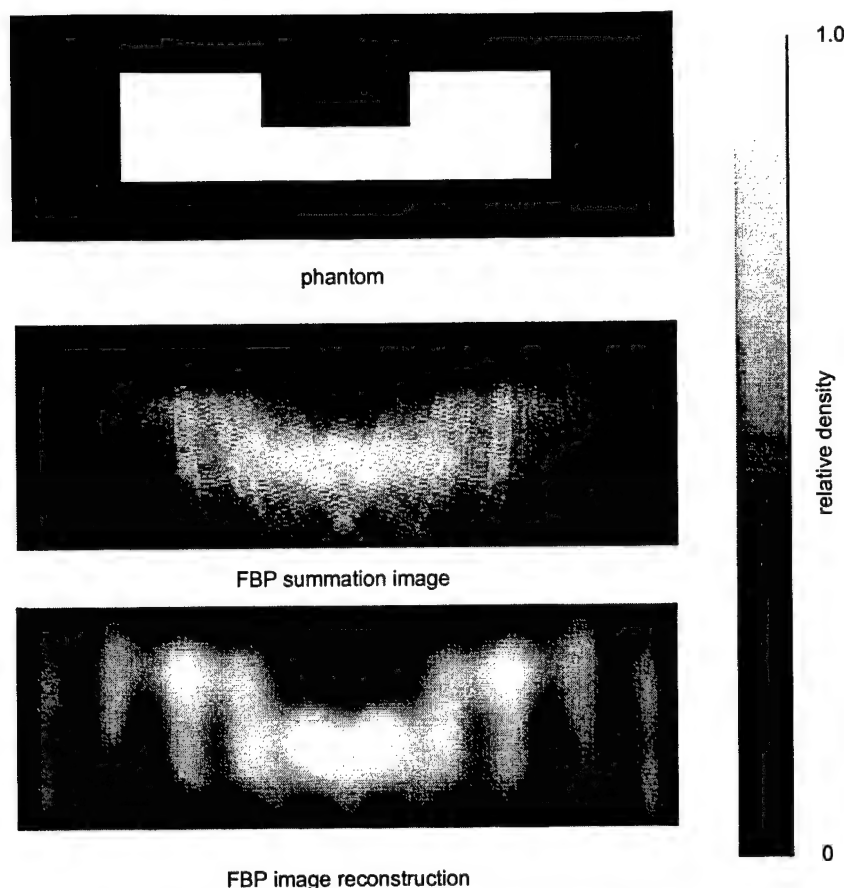 1.0
phantom
relative density
FBP summation image
0
FBP image reconstruction